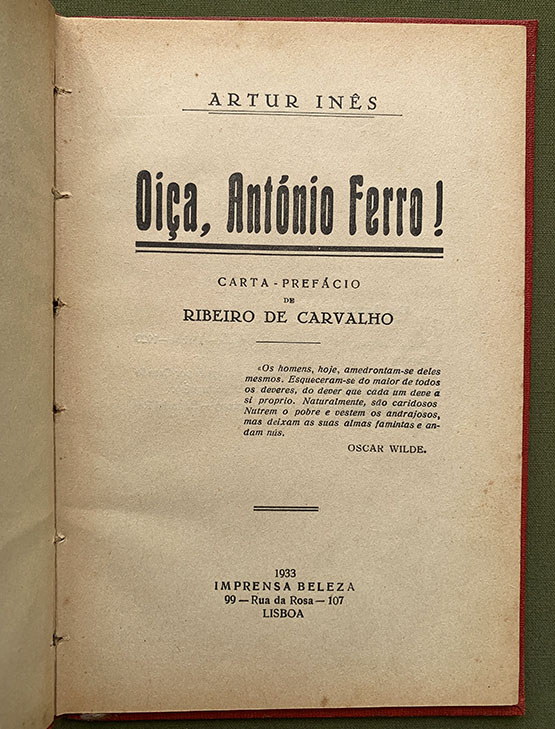 ARTUR INÊS
Oiça, António Ferro!
CARTA-PREFÁCIO
DE
RIBEIRO DE CARVALHO
«Os homens, hoje, amedrontam-se deles
mesmos. Esqueceram-se do maior de todos
os deveres, do dever que cada um deve a
si proprio. Naturalmente, são caridosos
Nutrem o pobre e vestem os andrajosos,
mas deixam as suas almas famintas e an-
dam nús.
OSCAR WILDE.
1933
IMPRENSA BELEZA
99 — Rua da Rosa — 107
LISBOA